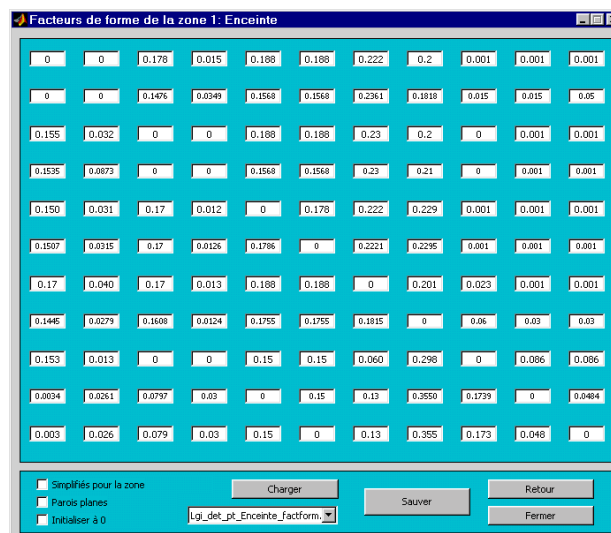 Facteurs de forme de la zone 1: Enceinte
0 0 0.178 0.015 0.188 0.188 0.222 0.2 0.001 0.001 0.001
0 0 0.1476 0.0349 0.1568 0.1568 0.2361 0.1818 0.015 0.015 0.05
0.155 0.032 0 0 0.188 0.188 0.23 0.2 0 0.001 0.001
0.1535 0.0873 0 0 0.1568 0.1568 0.23 0.21 0 0.001 0.001
0.150 0.031 0.17 0.012 0 0.178 0.222 0.229 0.001 0.001 0.001
0.1507 0.0315 0.17 0.0126 0.1786 0 0.2221 0.2295 0.001 0.001 0.001
0.17 0.040 0.17 0.013 0.188 0.188 0 0.201 0.023 0.001 0.001
0.1445 0.0279 0.1608 0.0124 0.1755 0.1755 0.1815 0 0.06 0.03 0.03
0.153 0.013 0 0 0.15 0.15 0.060 0.298 0 0.086 0.086
0.0034 0.0261 0.0797 0.03 0 0.15 0.13 0.3550 0.1739 0 0.0484
0.003 0.026 0.079 0.03 0.15 0 0.13 0.355 0.173 0.048 0
Simplifiés pour la zone
Parois planes
Initialiser à 0
Charger
Lgi_det_pt_Enceinte_factform.
Sauver
Retour
Fermer